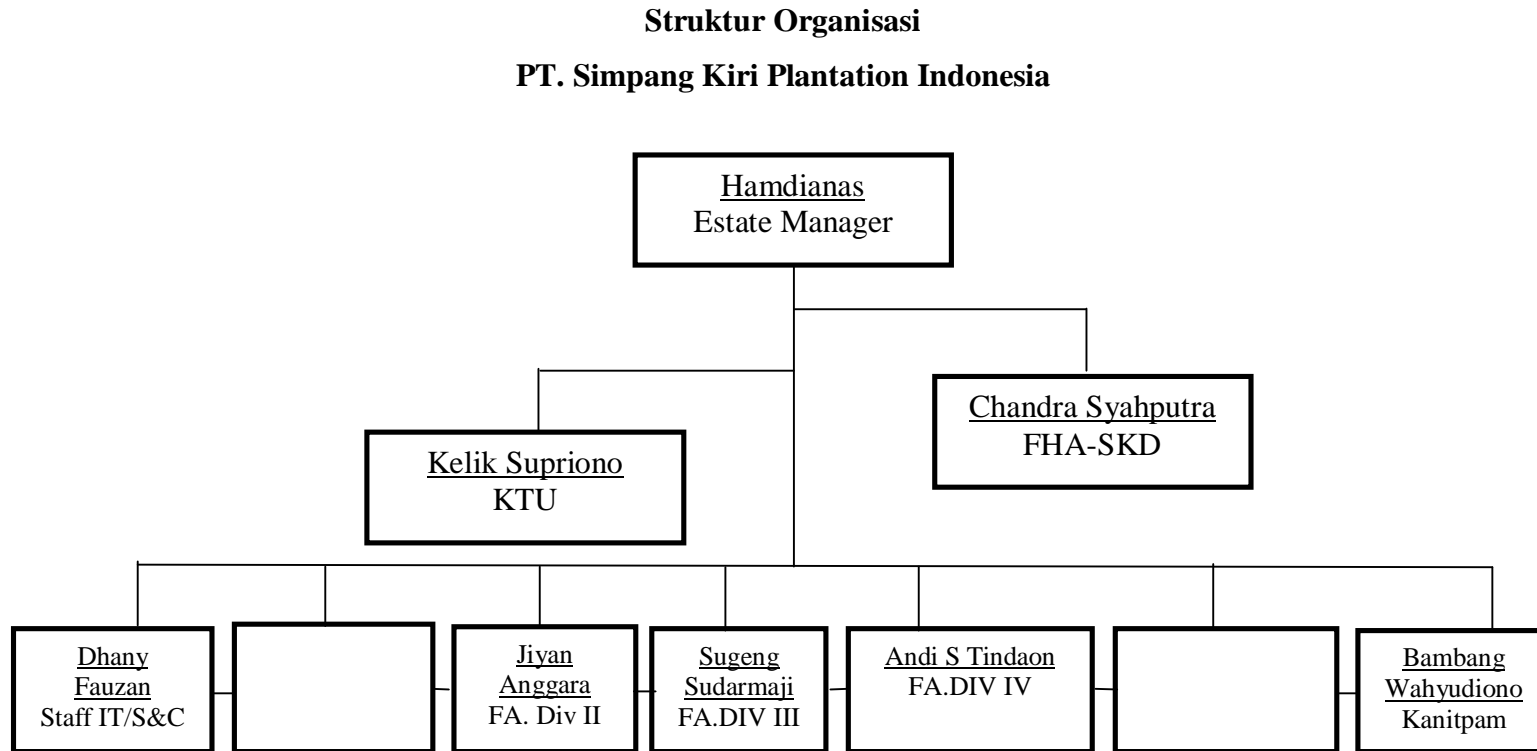 Struktur Organisasi
PT. Simpang Kiri Plantation Indonesia
Hamdianas
Estate Manager
Chandra Syahputra
FHA-SKD
Kelik Supriono
KTU
Dhany
Fauzan
Staff IT/S&C
Jiyan
Anggara
FA. Div II
Sugeng
Sudarmaji
FA.DIV III
Andi S Tindaon
FA.DIV IV
Bambang
Wahyudiono
Kanitpam